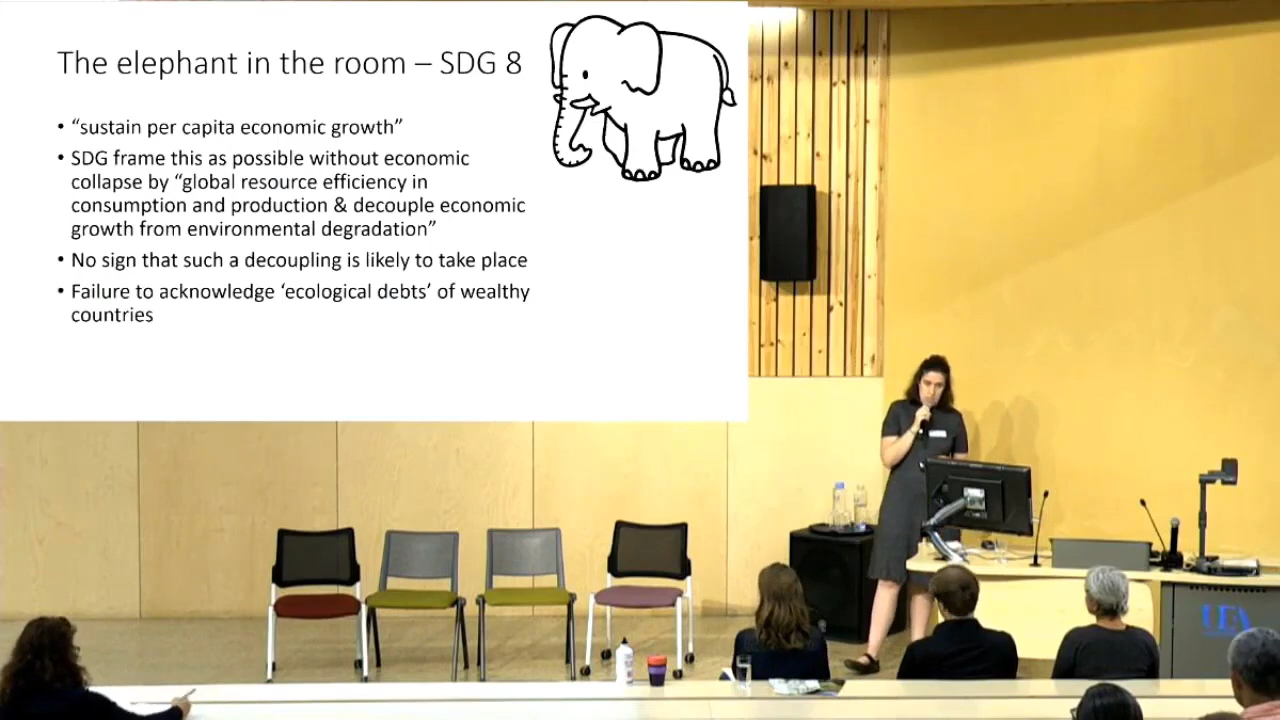 The elephant in the room – SDG 8
• “sustain per capita economic growth”
• SDG frame this as possible without economic
collapse by “global resource efficiency in
consumption and production & decouple economic
growth from environmental degradation”
• No sign that such a decoupling is likely to take place
• Failure to acknowledge ‘ecological debts’ of wealthy
countries
UEA